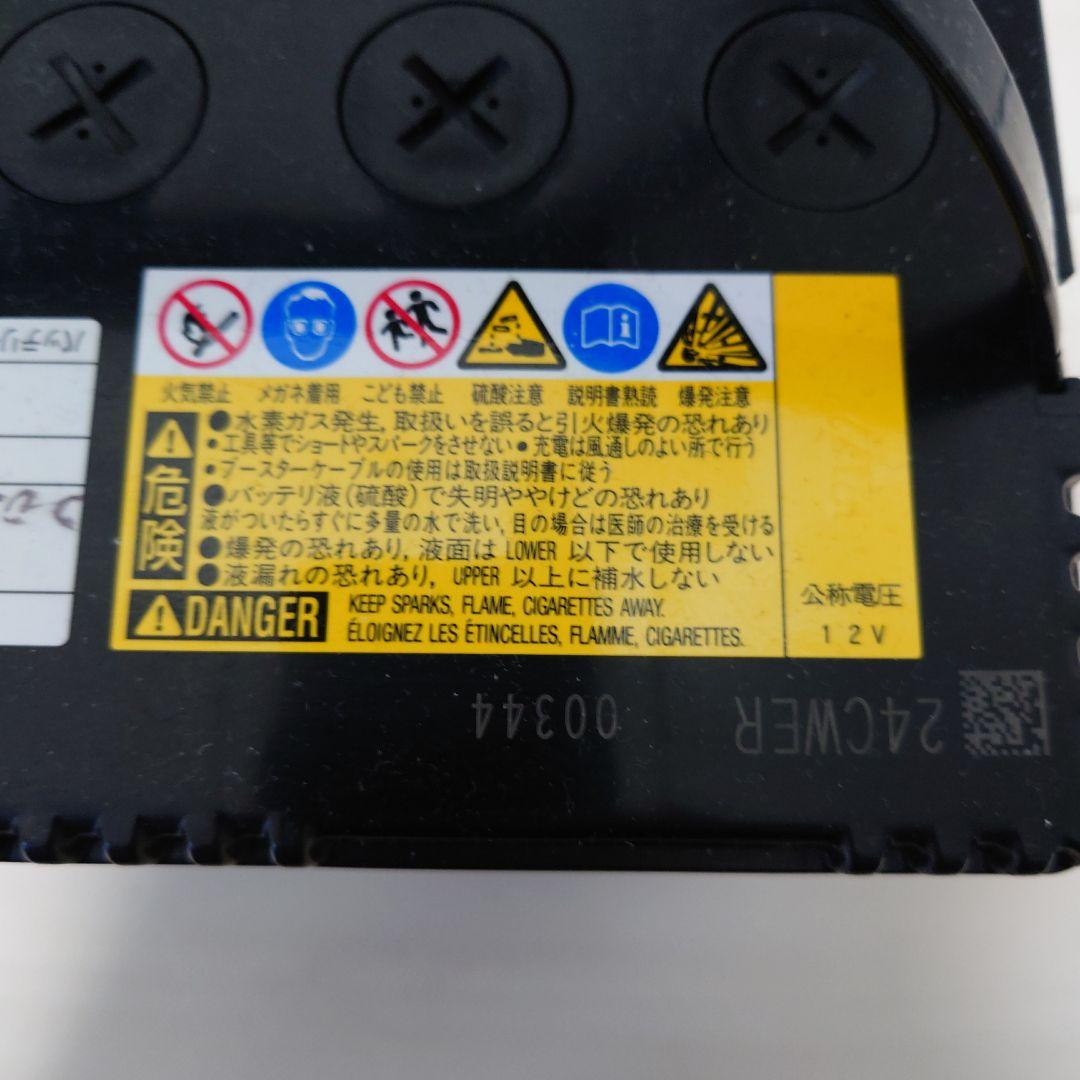 火気禁止 メガネ着用 こども禁止 硫酸注意 説明書熟読 爆発注意
危険
●水素ガス発生, 取扱いを誤ると引火爆発の恐れあり
・工具等でショートやスパークをさせない ●充電は風通しのよい所で行う
・ブースターケーブルの使用は取扱説明書に従う
●バッテリ液(硫酸)で失明ややけどの恐れあり
液がついたらすぐに多量の水で洗い, 目の場合は医師の治療を受ける
●爆発の恐れあり, 液面は LOWER 以下で使用しない
●液漏れの恐れあり, UPPER 以上に補水しない
DANGER
KEEP SPARKS, FLAME, CIGARETTES AWAY.
ÉLOIGNEZ LES ÉTINCELLES, FLAMME, CIGARETTES.
公称電圧
12V
24CWER 00344
バッテリ